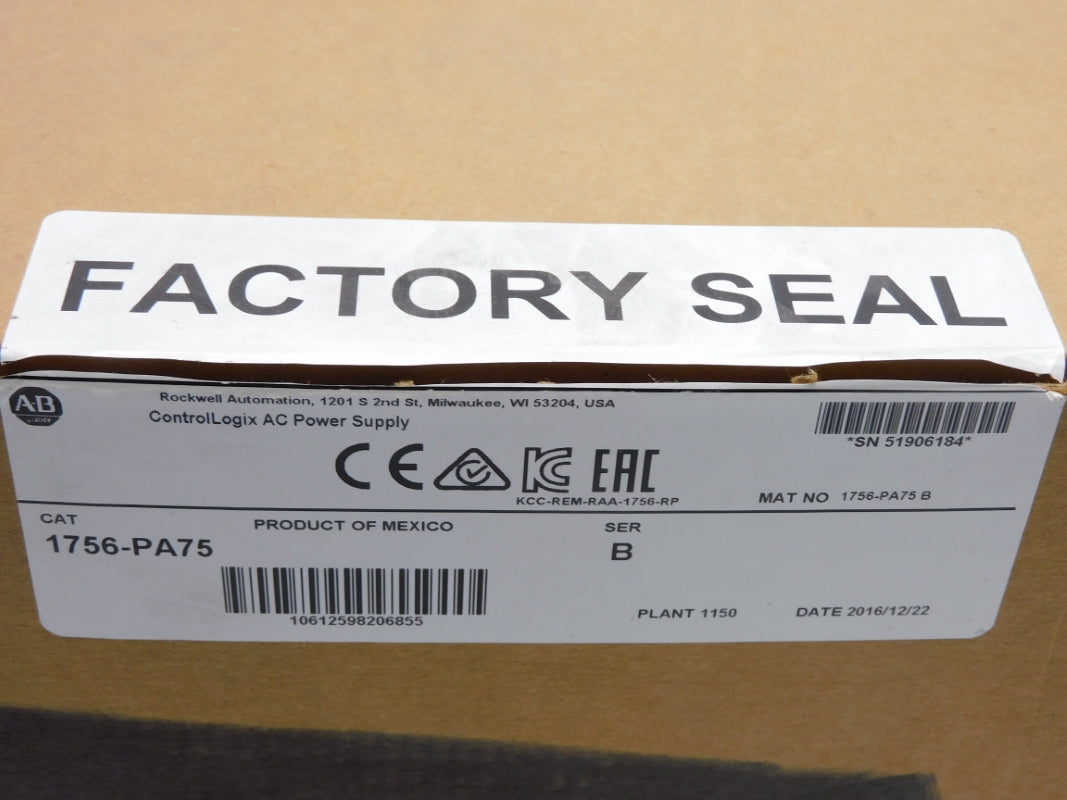 FACTORY SEAL
A-B
Rockwell Automation, 1201 S 2nd St, Milwaukee, WI 53204, USA
ControlLogix AC Power Supply
*SN 51906184*
CE KC EAC
KCC-REM-RAA-1756-RP
MAT NO 1756-PA75 B
CAT PRODUCT OF MEXICO SER
1756-PA75 B
10612598206855
PLANT 1150 DATE 2016/12/22